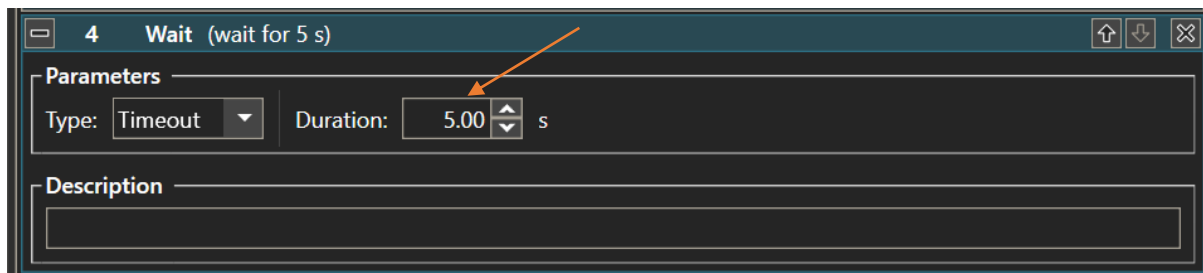 4 Wait (wait for 5 s)
Parameters
Type: Timeout Duration: 5.00 s
Description